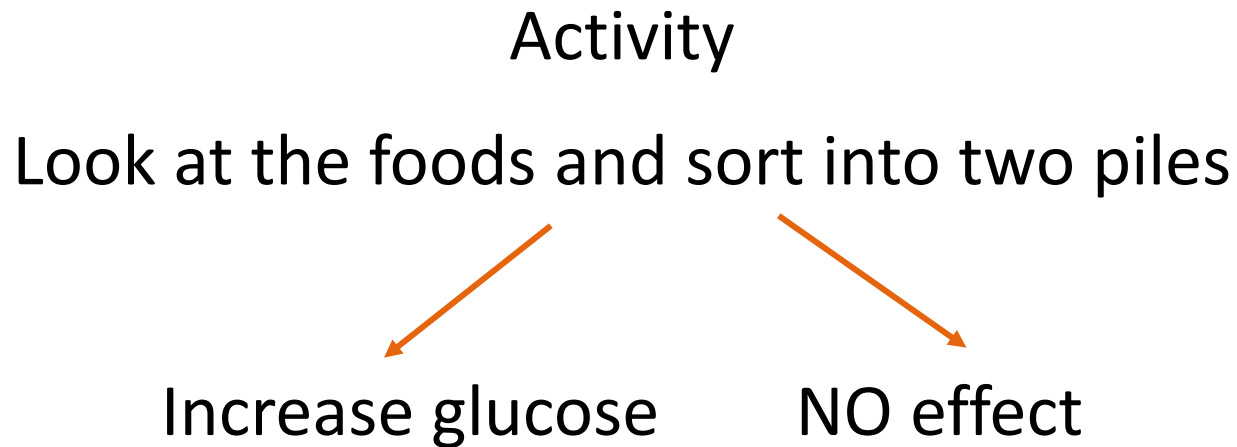 Activity
Look at the foods and sort into two piles
Increase glucose
NO effect